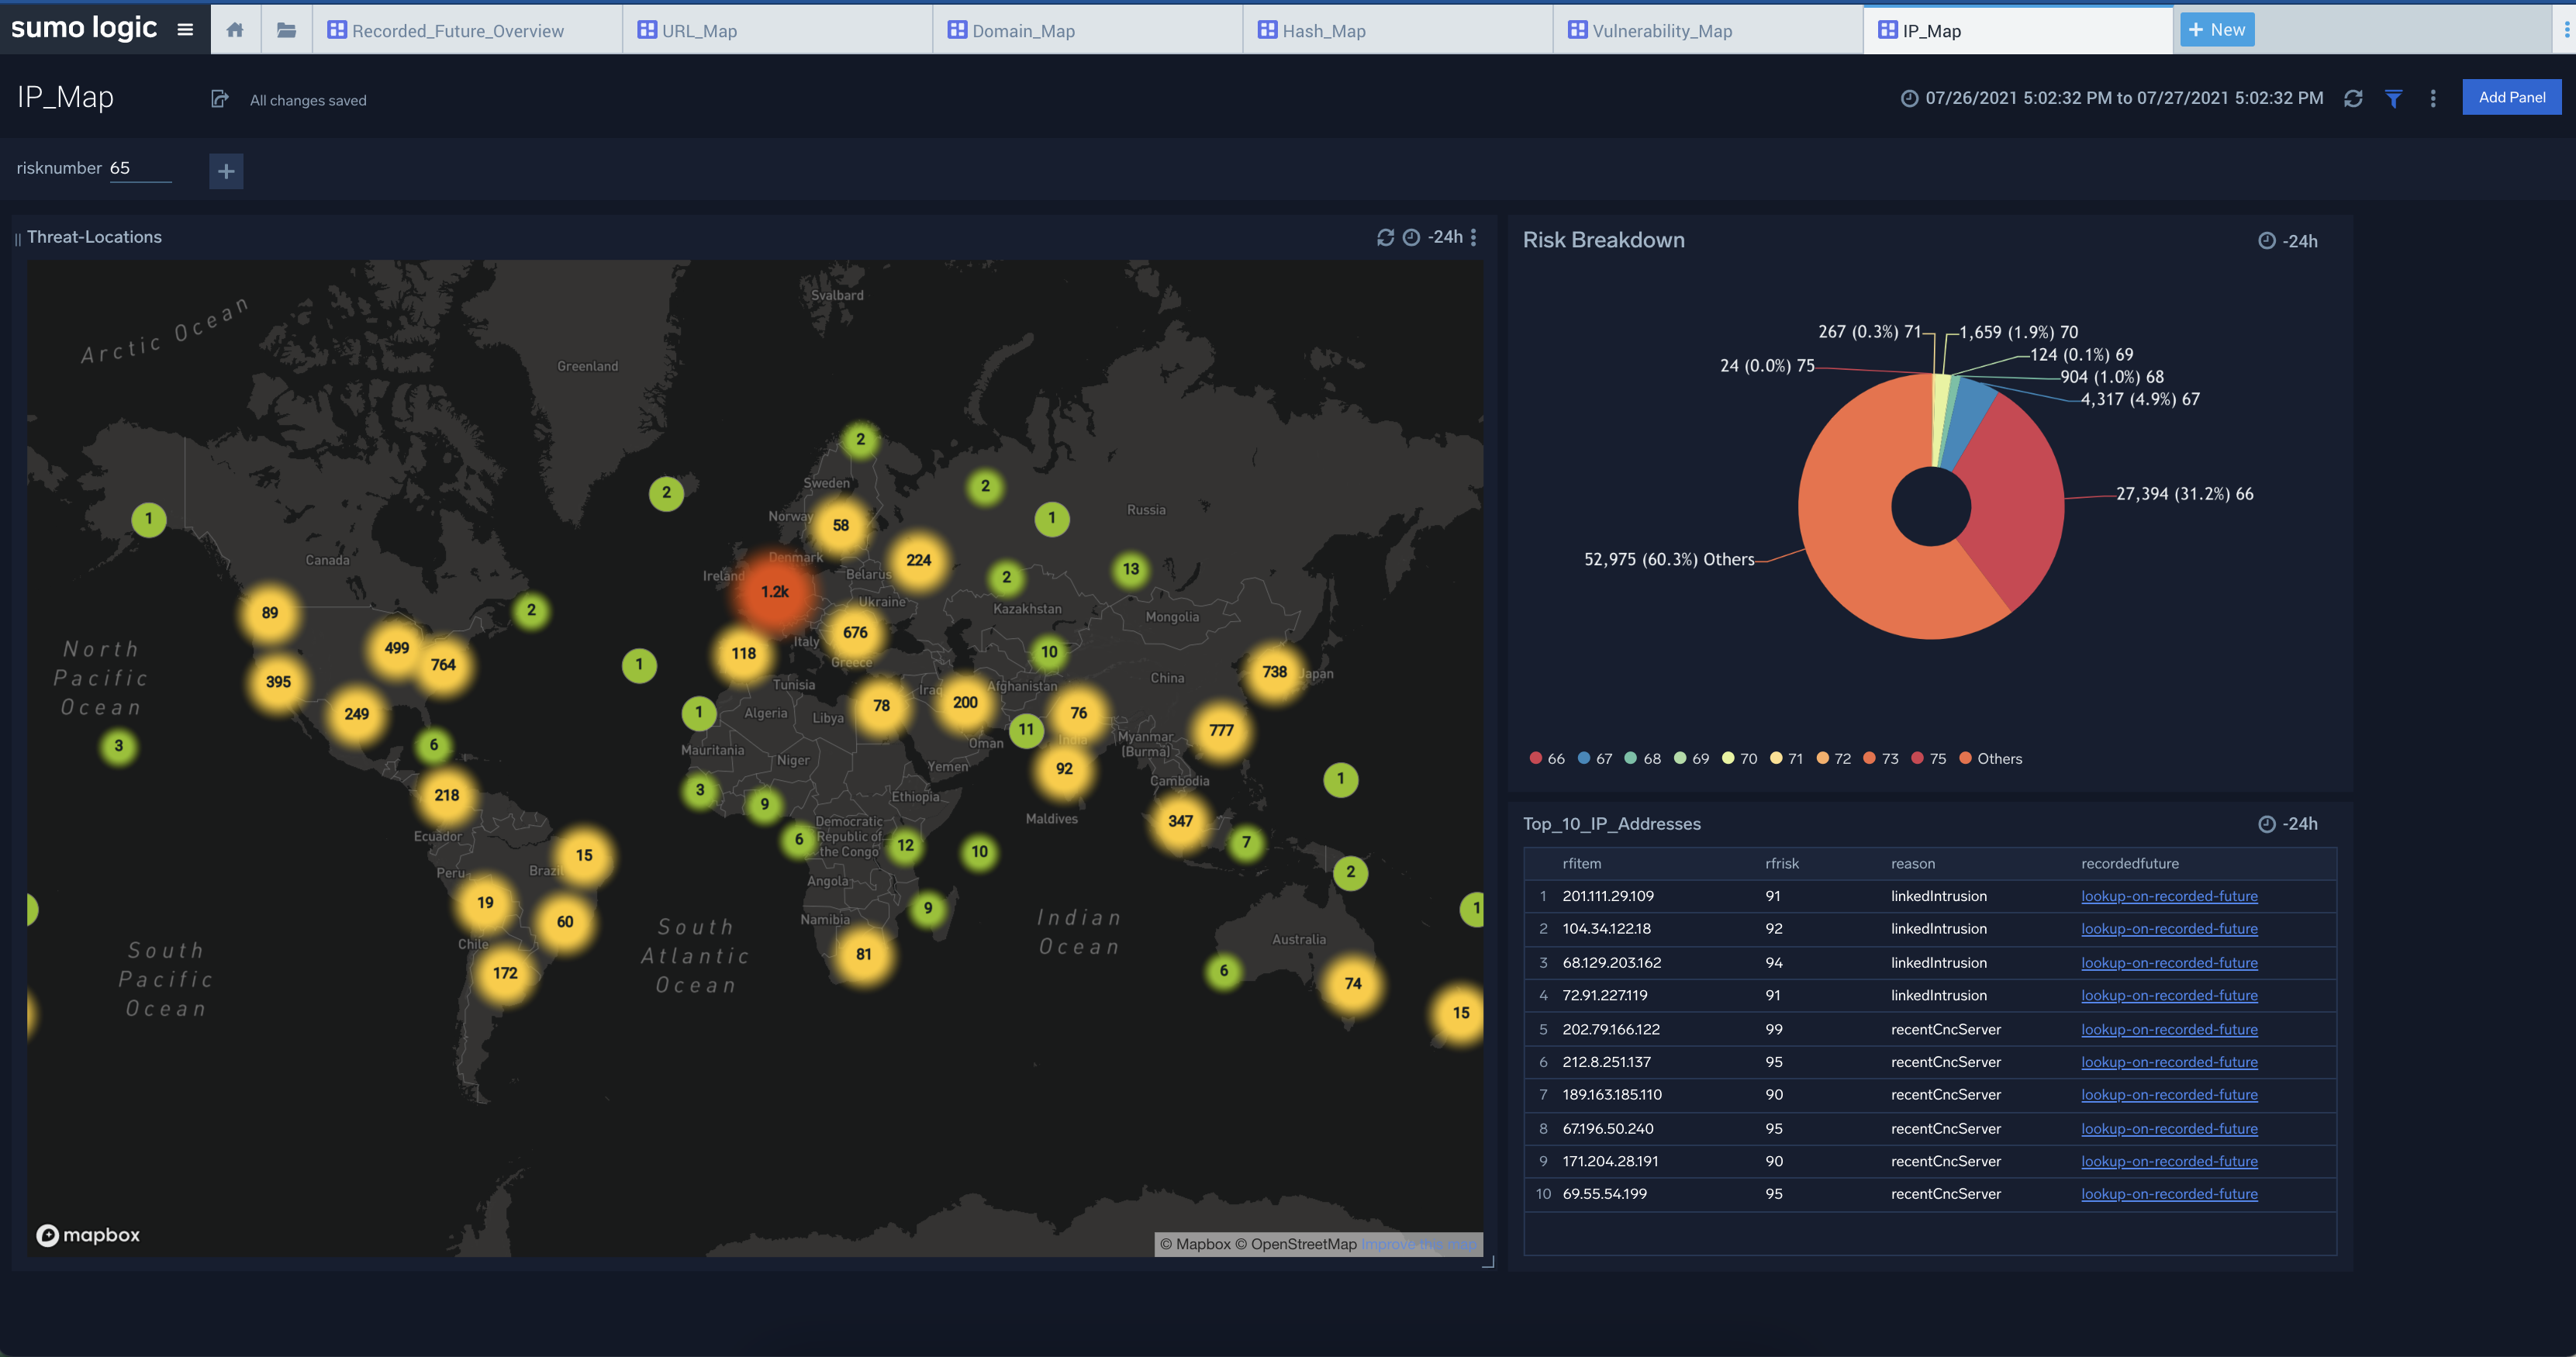 sumo logic
Recorded_Future_Overview
URL_Map
Domain_Map
Hash_Map
Vulnerability_Map
IP_Map
+ New
IP_Map
All changes saved
07/26/2021 5:02:32 PM to 07/27/2021 5:02:32 PM
Add Panel
risknumber 65
+
Threat-Locations
-24h
Arctic Ocean
Svalbard
Greenland
2
Sweden
2
2
1
1
Russia
Norway
58
Canada
Denmark
224
Ireland
Belarus
2
13
1.2k
Ukraine
Kazakhstan
Mongolia
89
2
499
764
Italy
676
118
Greece
10
North
Pacific
Ocean
395
1
738
Japan
China
Tunisia
Iraq
Afghanistan
249
1
Algeria
Libya
78
200
76
11
India
777
3
6
Mauritania
Oman
Myanmar
(Burma)
Niger
Yemen
92
Cambodia
1
218
3
9
Ethiopia
Maldives
347
Ecuador
6
Democratic
Republic of
the Congo
12
10
7
15
Brazil
Peru
Angola
2
19
60
9
1
Namibia
South
Atlantic
Ocean
Indian
Ocean
Australia
Chile
South
Pacific
Ocean
172
81
6
74
15
mapbox
© Mapbox © OpenStreetMap Improve this map
Risk Breakdown
-24h
267 (0.3%) 71
1,659 (1.9%) 70
124 (0.1%) 69
24 (0.0%) 75
904 (1.0%) 68
4,317 (4.9%) 67
27,394 (31.2%) 66
52,975 (60.3%) Others
66 67 68 69 70 71 72 73 75 Others
Top_10_IP_Addresses
-24h
rfitem rfrisk reason recordedfuture
1 201.111.29.109 91 linkedIntrusion lookup-on-recorded-future
2 104.34.122.18 92 linkedIntrusion lookup-on-recorded-future
3 68.129.203.162 94 linkedIntrusion lookup-on-recorded-future
4 72.91.227.119 91 linkedIntrusion lookup-on-recorded-future
5 202.79.166.122 99 recentCncServer lookup-on-recorded-future
6 212.8.251.137 95 recentCncServer lookup-on-recorded-future
7 189.163.185.110 90 recentCncServer lookup-on-recorded-future
8 67.196.50.240 95 recentCncServer lookup-on-recorded-future
9 171.204.28.191 90 recentCncServer lookup-on-recorded-future
10 69.55.54.199 95 recentCncServer lookup-on-recorded-future